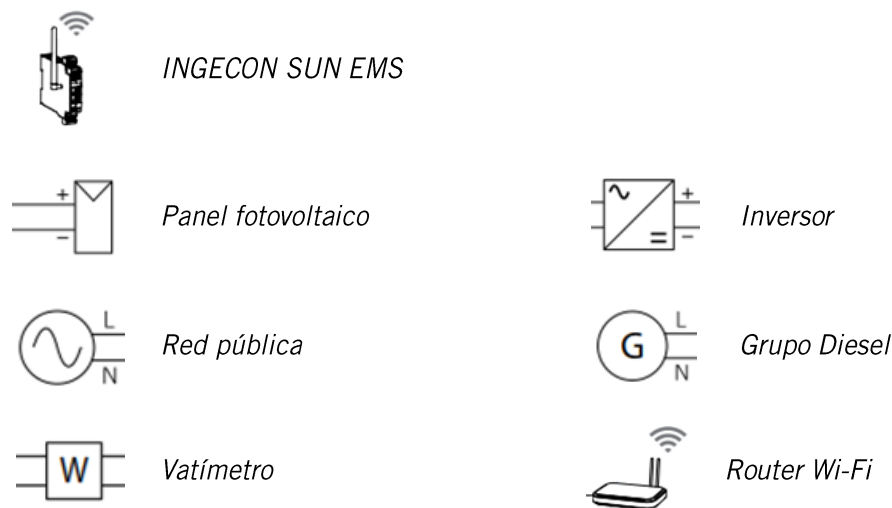 INGECON SUN EMS
+
−
Panel fotovoltaico
+
−
Inversor
L
N
Red pública
G
L
N
Grupo Diesel
W
Vatímetro
Router Wi-Fi